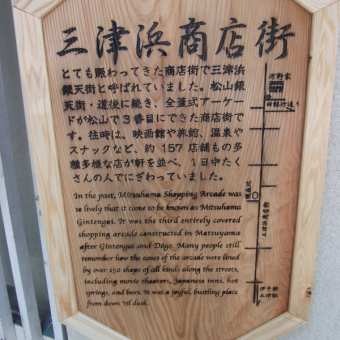 三津浜商店街
とても賑わってきた商店街で三津浜
銀天街と呼ばれていました。松山銀
天街・道後に続き、全蓋式アーケー
ドが松山で3番目にできた商店街で
す。往時は、映画館や旅館、温泉や
スナックなど、約157店舗もの多
種多様な店が軒を並べ、1日中たく
さんの人でにぎわっていました。
In the past, Mitsuhama Shopping Arcade was
so lively that it came to be known as Mitsuhama
Gintengai. It was the third entirely covered
shopping arcade constructed in Matsuyama
after Gintengai and Dogo. Many people still
remember how the eaves of the arcade were lined
by over 150 shops of all kinds along the streets,
including movie theaters, Japanese inns, hot
springs, and bars. It was a joyful, bustling place
from dawn 'til dusk.
河野家
現在地